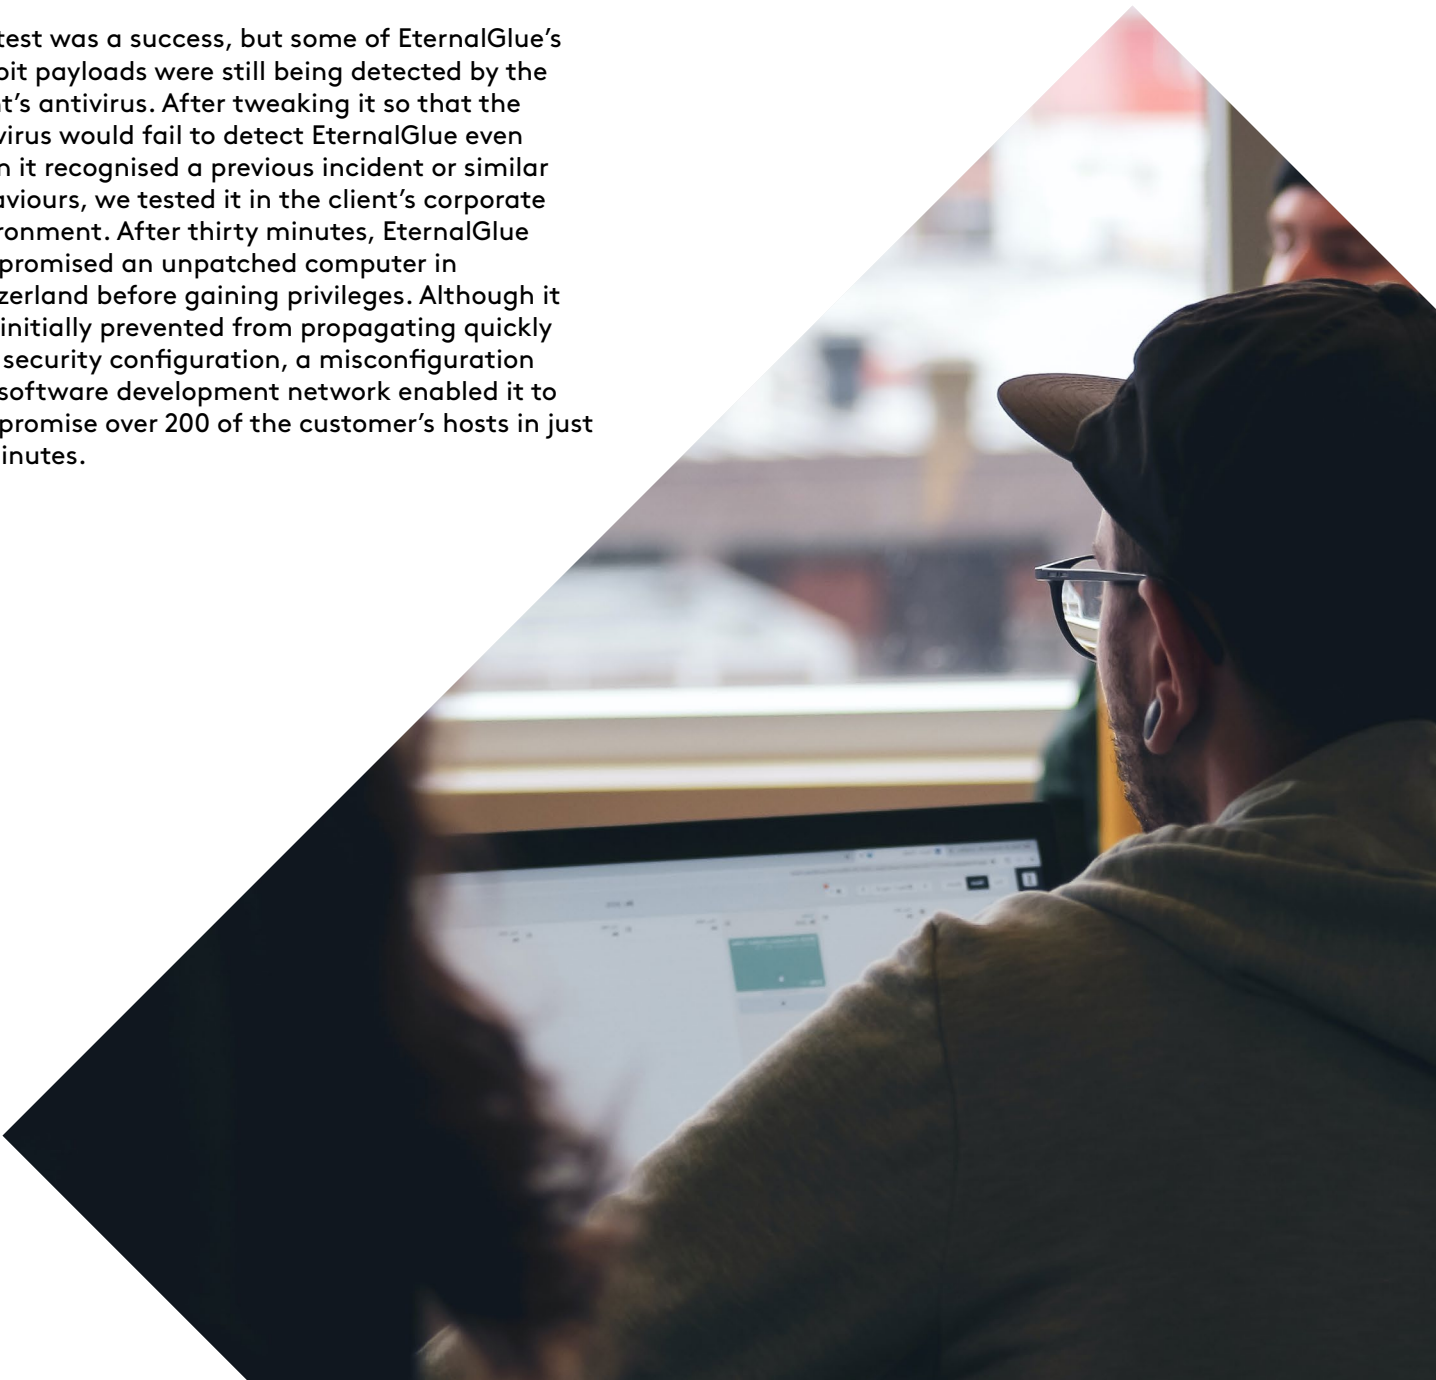 test was a success, but some of EternalGlue’s
oit payloads were still being detected by the
t’s antivirus. After tweaking it so that the
virus would fail to detect EternalGlue even
n it recognised a previous incident or similar
aviours, we tested it in the client’s corporate
ronment. After thirty minutes, EternalGlue
promised an unpatched computer in
zerland before gaining privileges. Although it
initially prevented from propagating quickly
security configuration, a misconfiguration
software development network enabled it to
promise over 200 of the customer’s hosts in just
inutes.